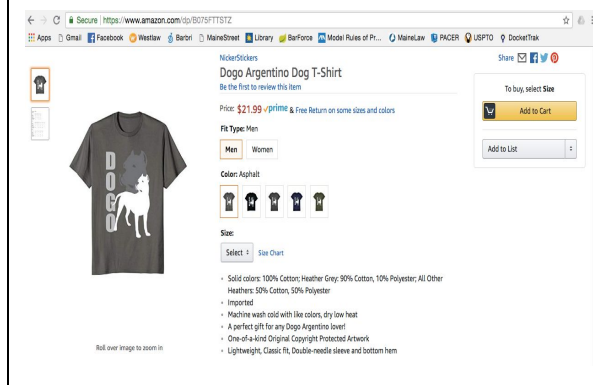 Secure https://www.amazon.com/dp/B075FTTSTZ
Apps Gmail Facebook Westlaw Barbri MaineStreet Library BarForce Model Rules of Pr... MaineLaw PACER USPTO DocketTrak
NickerStickers
Share
Dogo Argentino Dog T-Shirt
Be the first to review this item
To buy, select Size
Price: $21.99 prime & Free Return on some sizes and colors
Add to Cart
Fit Type: Men
Men Women
Add to List
Color: Asphalt
DOGO
Size:
Select Size Chart
Solid colors: 100% Cotton; Heather Grey: 90% Cotton, 10% Polyester; All Other
Heathers: 50% Cotton, 50% Polyester
Imported
Machine wash cold with like colors, dry low heat
A perfect gift for any Dogo Argentino lover!
One-of-a-kind Original Copyright Protected Artwork
Lightweight, Classic Fit, Double-needle sleeve and bottom hem
Roll over image to zoom in